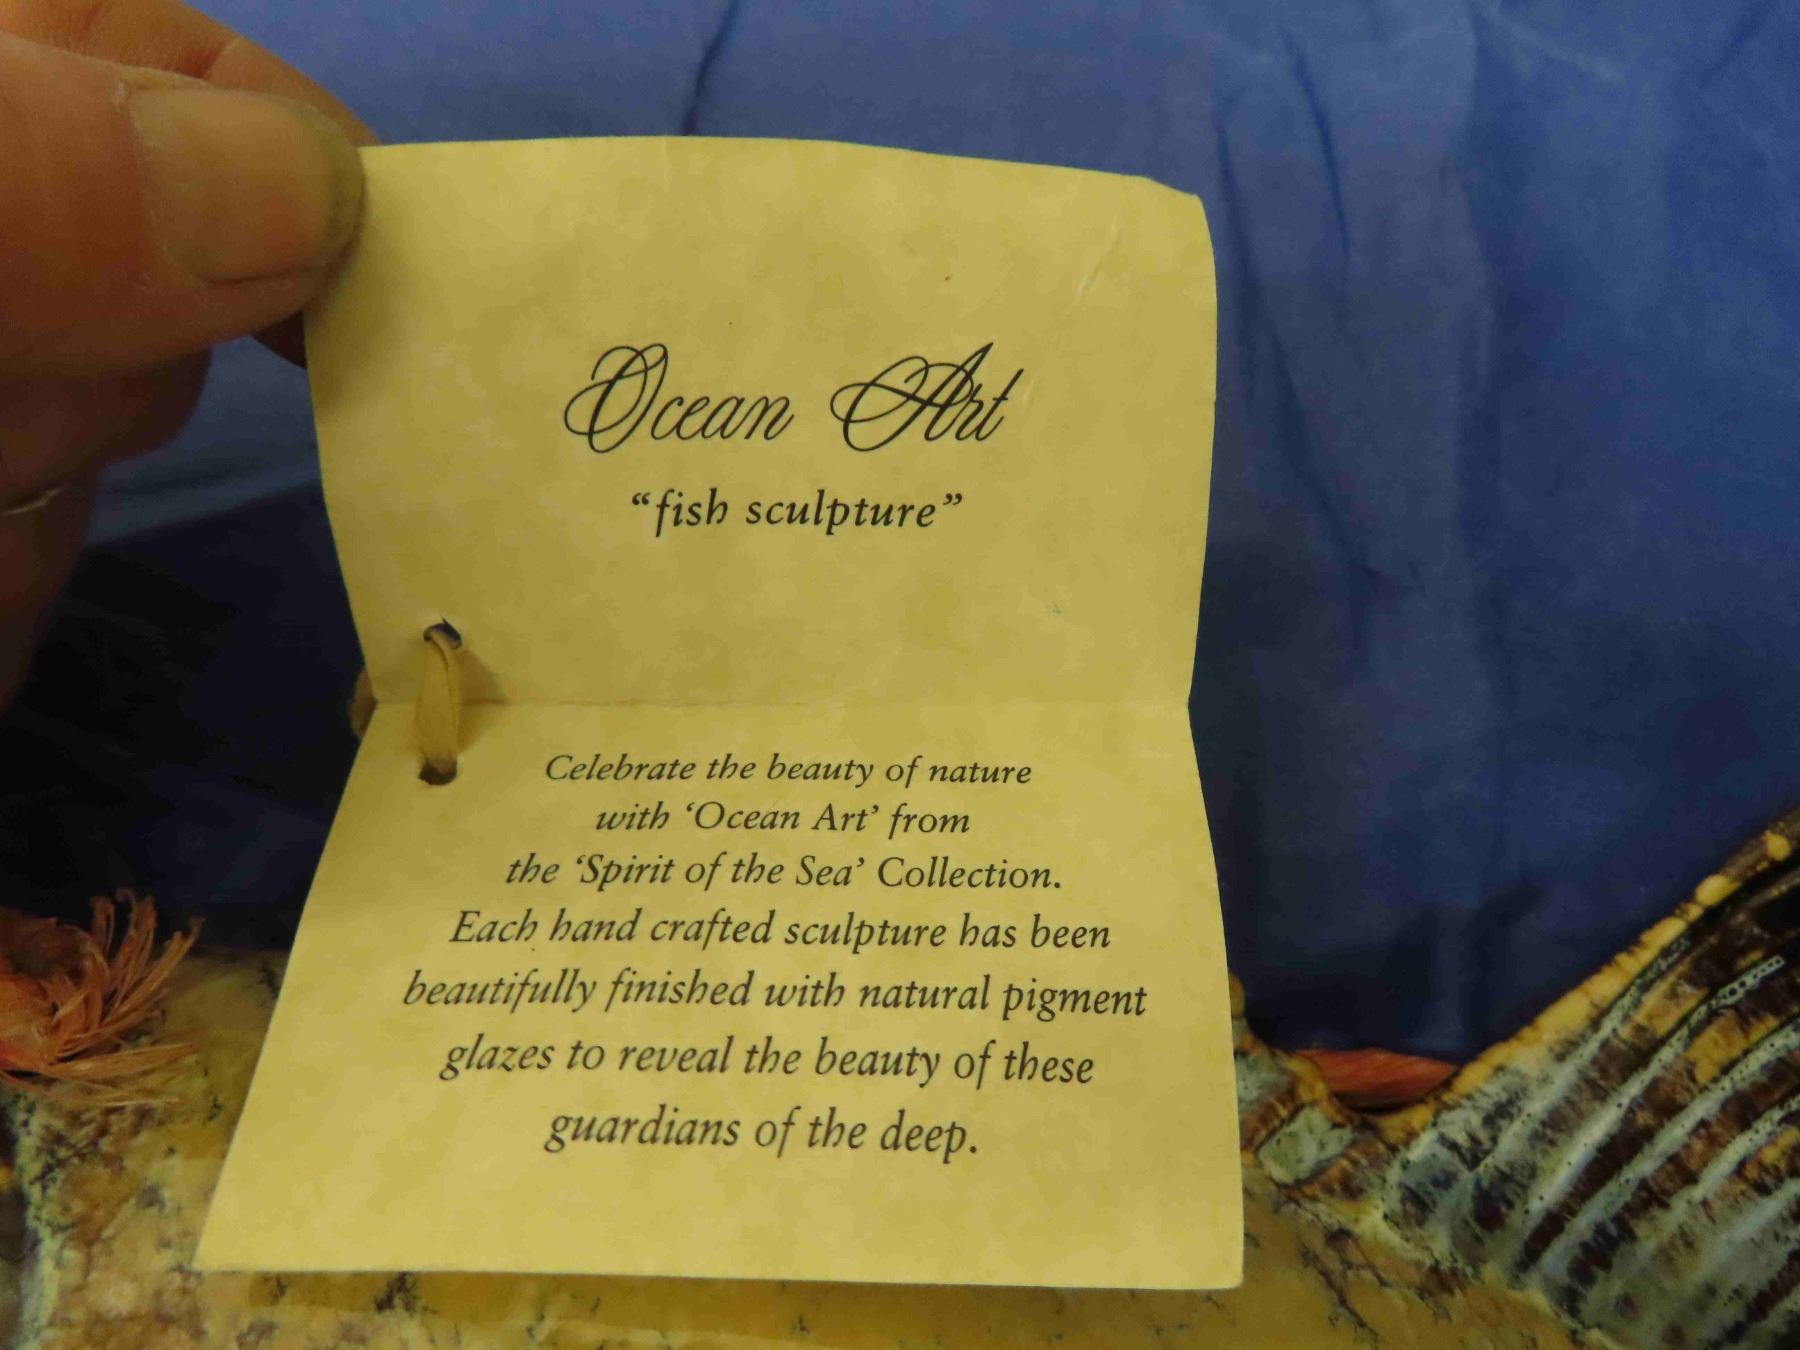 Ocean Art
“fish sculpture”
Celebrate the beauty of nature
with ‘Ocean Art’ from
the ‘Spirit of the Sea’ Collection.
Each hand crafted sculpture has been
beautifully finished with natural pigment
glazes to reveal the beauty of these
guardians of the deep.